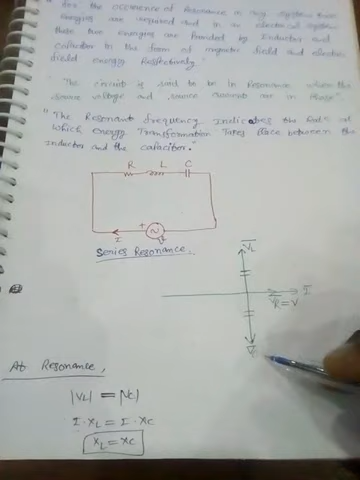 for the occurence of Resonance in any system two
Energies are required and in an electrical system
these two energies are Provided by Inductor and
capacitor in the form of magnetic field and electric
field energy Respectively."
"The circuit is said to be in Resonance when the
source voltage and source current are in Phase"
"The Resonant frequency Indicates the Rate at
which energy Transformation Takes place between the
Inductor and the capacitor."
R L C
+
I
Series Resonance
VL
I
VR = V
At Resonance,
|VL| = |VC|
I.XL = I.XC
XL = XC